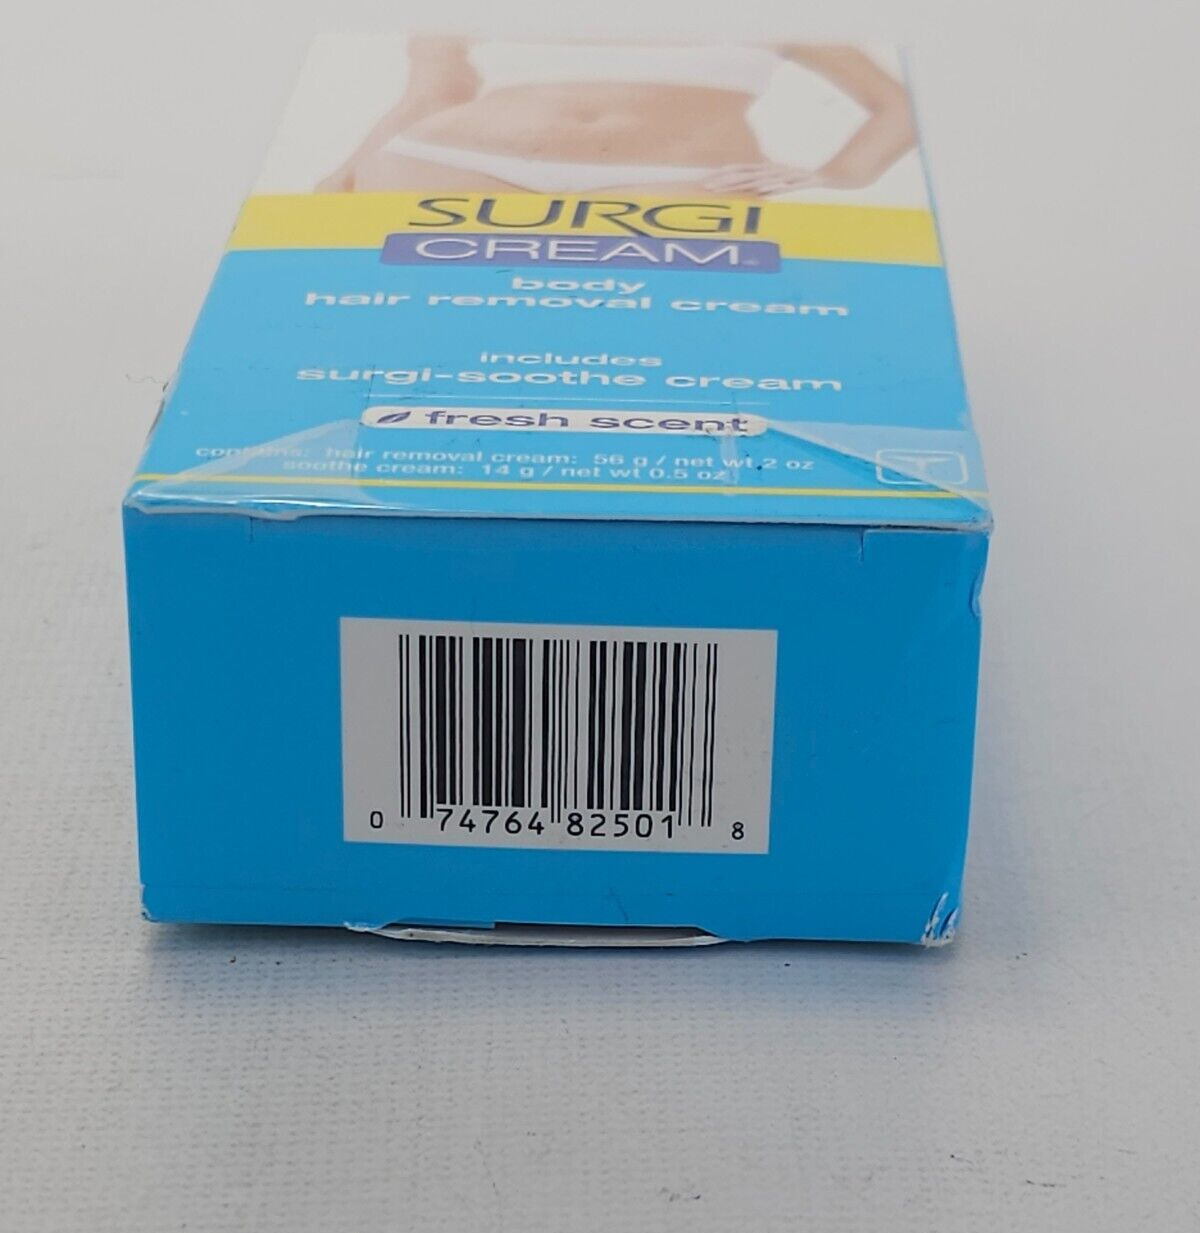 SURGI
CREAM
body
hair removal cream
includes
surgi-soothe cream
fresh scent
contains: hair removal cream: 56 g / net wt 2 oz
soothe cream: 14 g / net wt 0.5 oz
0 74764 82501 8